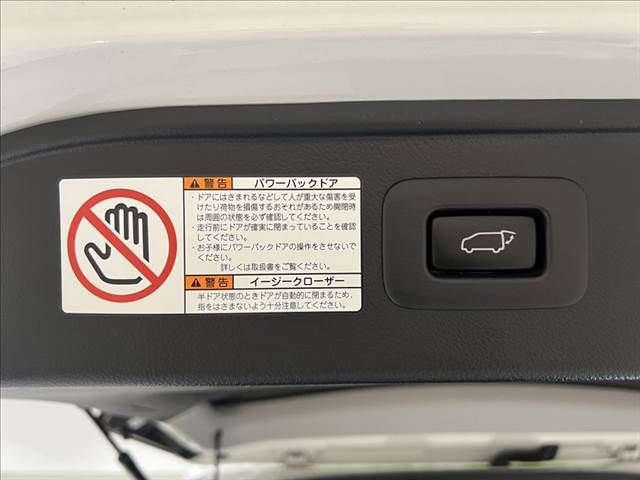 警告 パワーバックドア
・ドアにはさまれるなどして人が重大な傷害を受
けたり荷物を損傷するおそれがあるため開閉時
は周囲の状態を必ず確認してください。
・走行前にドアが確実に閉まっていることを確認
してください。
・お子様にパワーバックドアの操作をさせないで
ください。
詳しくは取扱書をご覧ください。
警告 イージークローザー
半ドア状態のときドアが自動的に閉まるため、
指をはさまないよう十分注意してください。